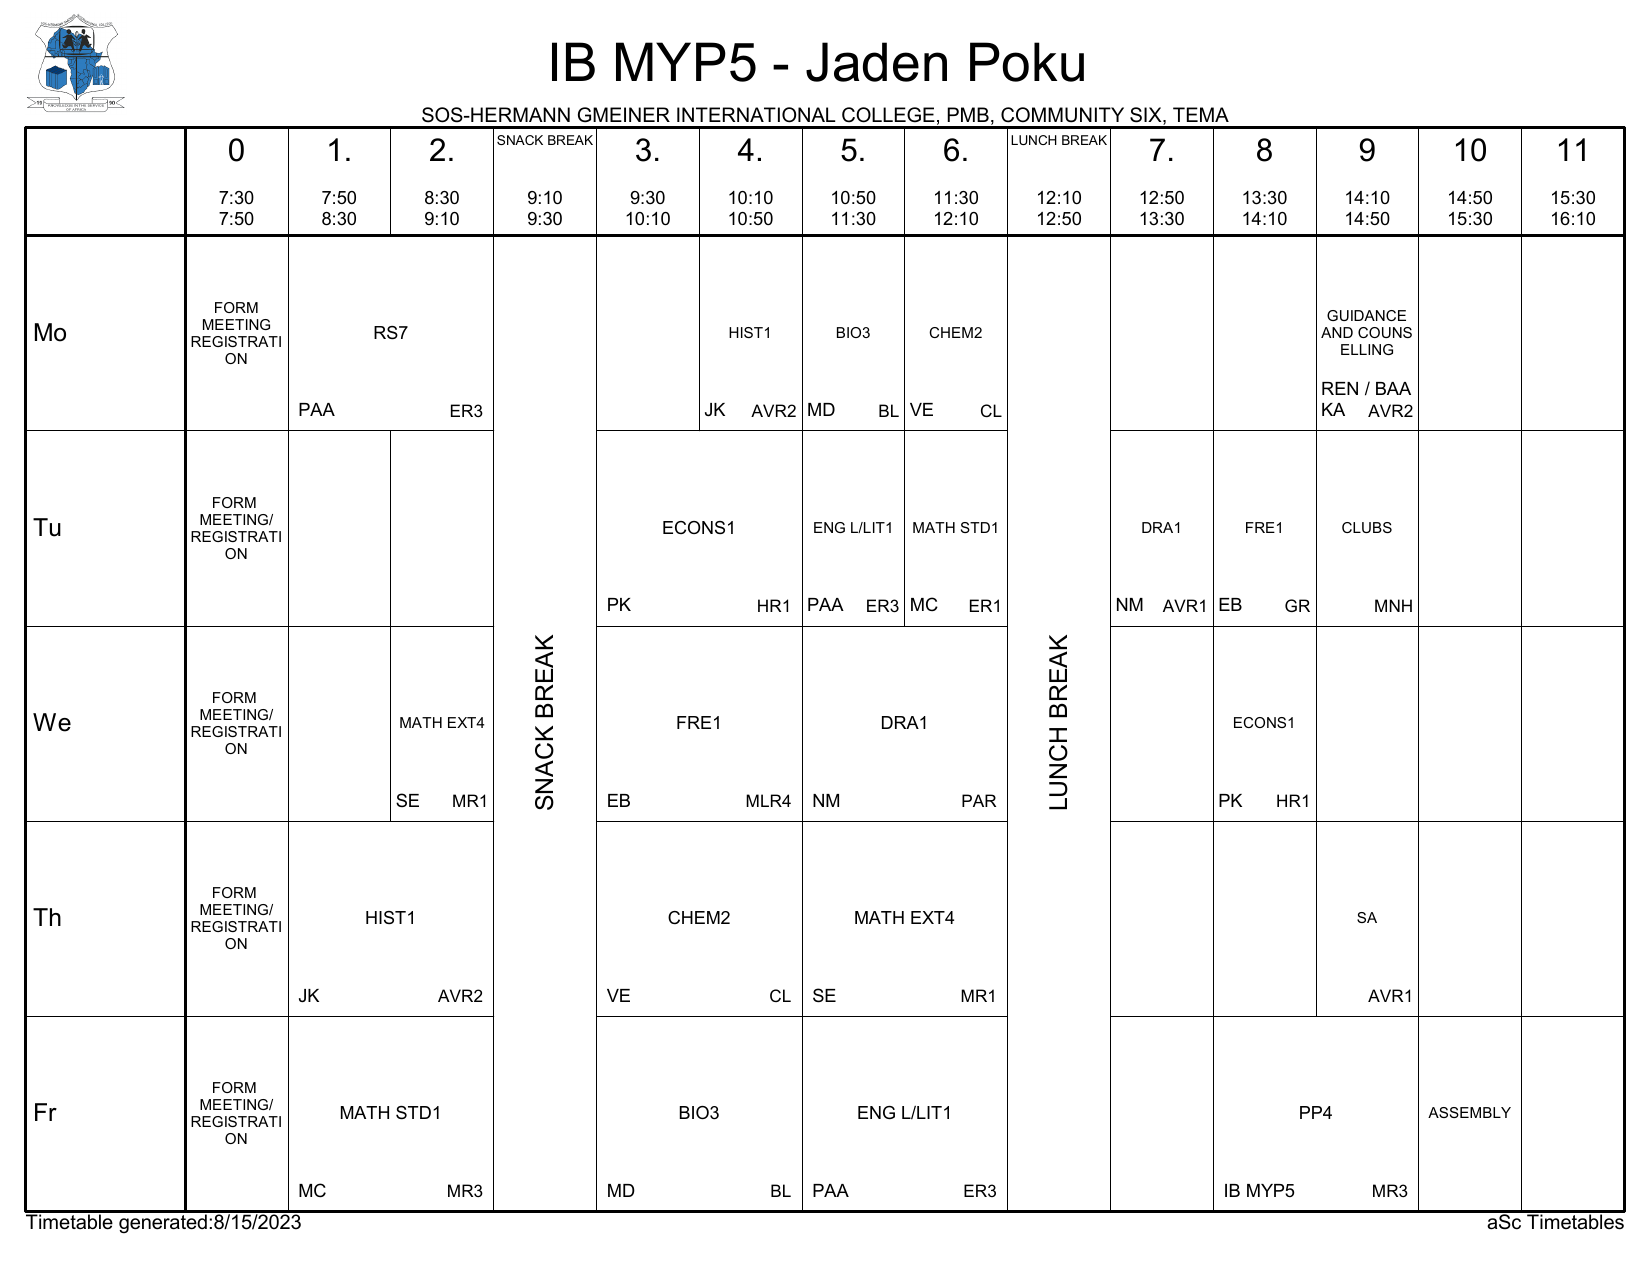 IB MYP5 - Jaden Poku
SOS-HERMANN GMEINER INTERNATIONAL COLLEGE, PMB, COMMUNITY SIX, TEMA
0 1. 2. SNACK BREAK 3. 4. 5. 6. LUNCH BREAK 7. 8 9 10 11
7:30 7:50 8:30 9:10 9:30 10:10 10:50 11:30 12:10 12:50 13:30 14:10 14:50 15:30
7:50 8:30 9:10 9:30 10:10 10:50 11:30 12:10 12:50 13:30 14:10 14:50 15:30 16:10
Mo
FORM
MEETING
REGISTRATI
ON
RS7
PAA ER3
HIST1
JK AVR2
BIO3
MD BL
CHEM2
VE CL
GUIDANCE
AND COUNS
ELLING
REN / BAA
KA AVR2
Tu
FORM
MEETING/
REGISTRATI
ON
ECONS1
PK HR1
ENG L/LIT1
PAA ER3
MATH STD1
MC ER1
DRA1
NM AVR1
FRE1
EB GR
CLUBS
MNH
SNACK BREAK
LUNCH BREAK
We
FORM
MEETING/
REGISTRATI
ON
MATH EXT4
SE MR1
FRE1
EB MLR4
DRA1
NM PAR
ECONS1
PK HR1
Th
FORM
MEETING/
REGISTRATI
ON
HIST1
JK AVR2
CHEM2
VE CL
MATH EXT4
SE MR1
SA
AVR1
Fr
FORM
MEETING/
REGISTRATI
ON
MATH STD1
MC MR3
BIO3
MD BL
ENG L/LIT1
PAA ER3
PP4
IB MYP5 MR3
ASSEMBLY
Timetable generated:8/15/2023
aSc Timetables